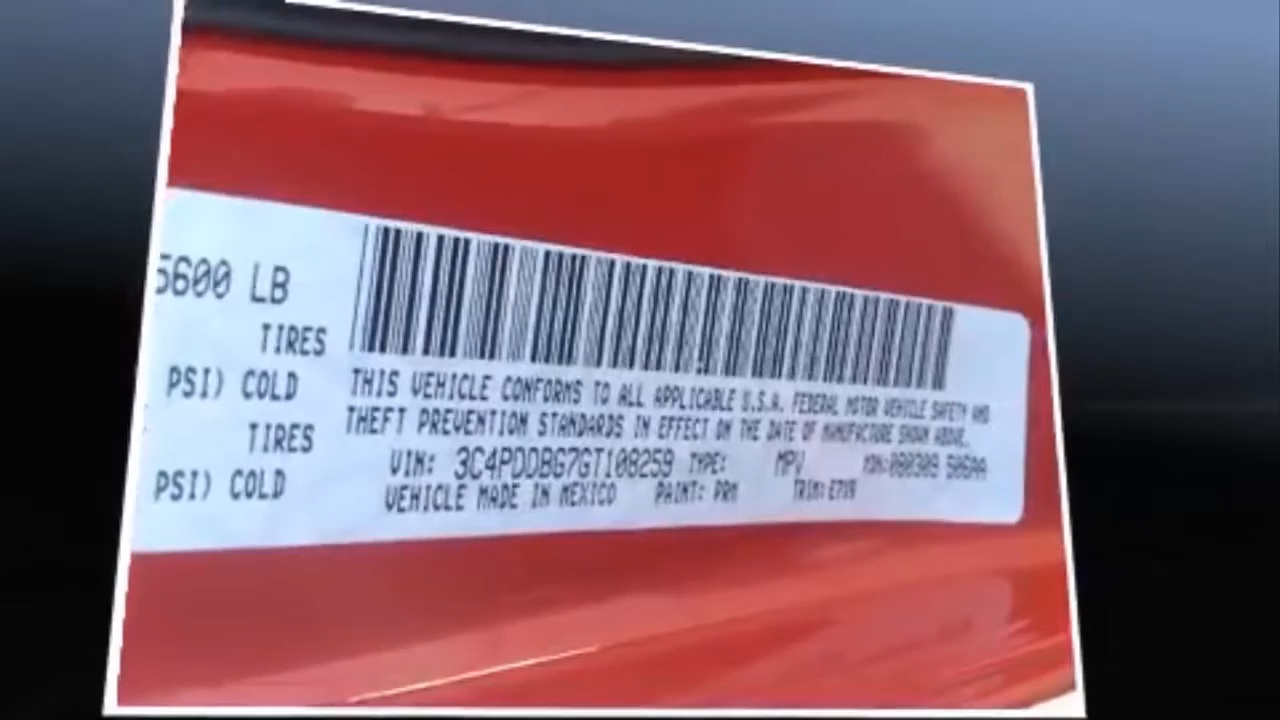 5600 LB
TIRES
PSI) COLD
TIRES
PSI) COLD
THIS VEHICLE CONFORMS TO ALL APPLICABLE U.S.A. FEDERAL MOTOR VEHICLE SAFETY AND
THEFT PREVENTION STANDARDS IN EFFECT ON THE DATE OF MANUFACTURE SHOWN ABOVE.
VIN: 3C4PDDBG7GT108259 TYPE: MPV
VEHICLE MADE IN MEXICO PAINT: PRM TRIM: